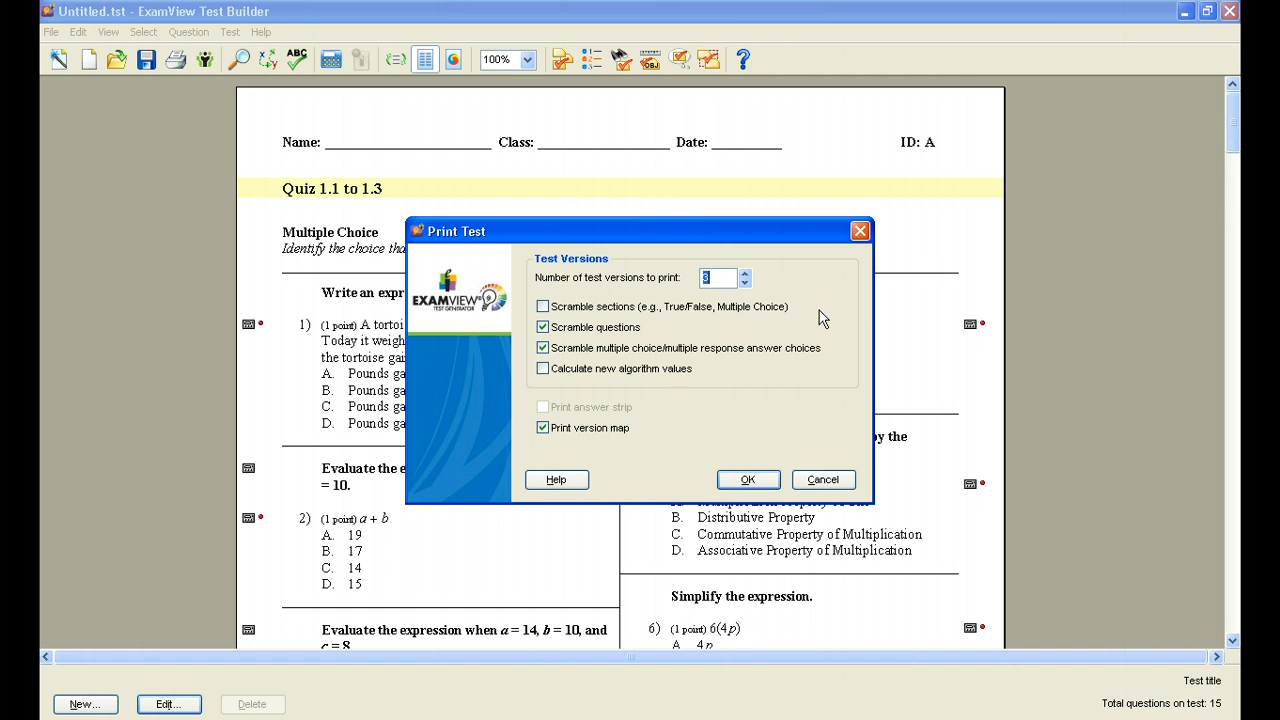 Untitled.tst - ExamView Test Builder
File Edit View Select Question Test Help
ABC 100% OBJ ?
Name: Class: Date: ID: A
Quiz 1.1 to 1.3
Multiple Choice
Identify the choice tha
Write an expr
1) (1 point) A tortoi
Today it weigh
the tortoise gai
A. Pounds ga
B. Pounds ga
C. Pounds ga
D. Pounds ga
Evaluate the e
= 10.
2) (1 point) a + b
A. 19
B. 17
C. 14
D. 15
Evaluate the expression when a = 14, b = 10, and
c = 8
by the
B. Distributive Property
C. Commutative Property of Multiplication
D. Associative Property of Multiplication
Simplify the expression.
6) (1 point) 6(4p)
A. 4p
Print Test
EXAMVIEW
TEST GENERATOR
Test Versions
Number of test versions to print: 3
Scramble sections (e.g., True/False, Multiple Choice)
Scramble questions
Scramble multiple choice/multiple response answer choices
Calculate new algorithm values
Print answer strip
Print version map
Help OK Cancel
Test title
New... Edit... Delete Total questions on test: 15